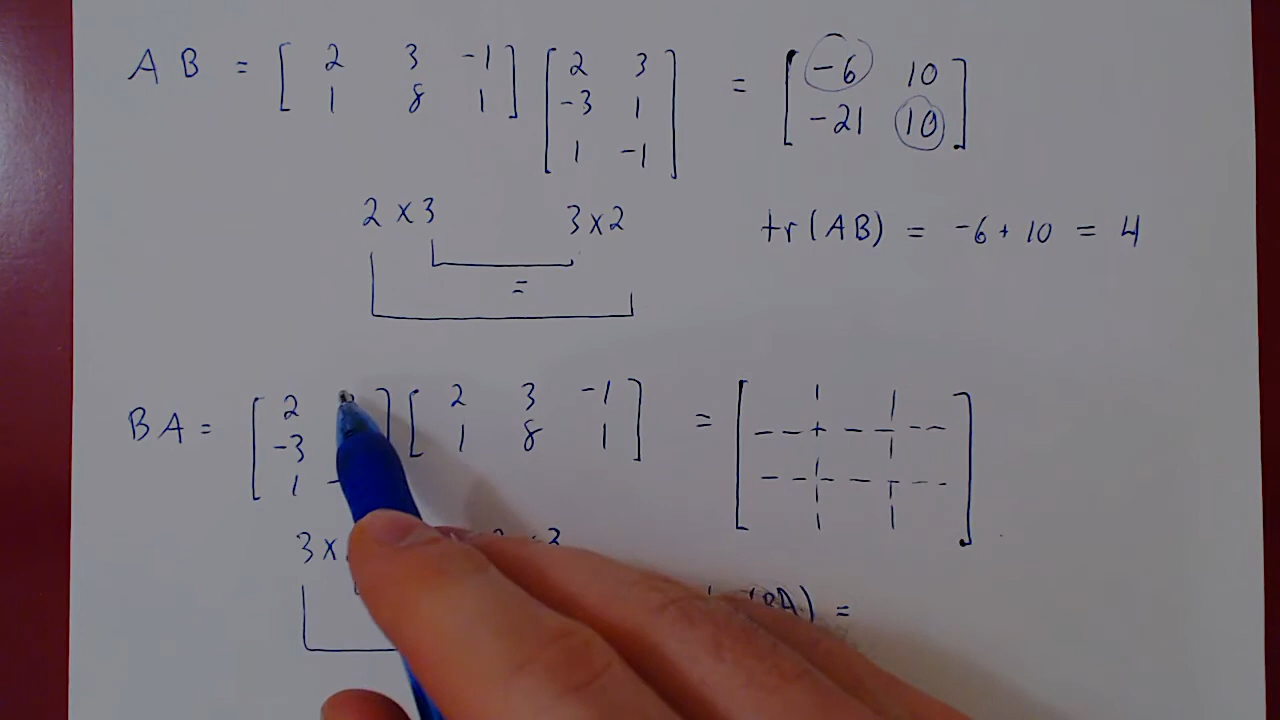 A B = [ 2 3 -1 ] [ 2 3 ] = [ -6 10 ]
1 8 1 -3 1 -21 10
1 -1
2 x 3 3 x 2 tr(AB) = -6 + 10 = 4
=
B A = [ 2 ] [ 2 3 -1 ] = [ ]
-3 1 8 1
1 -
3 x
(BA) =